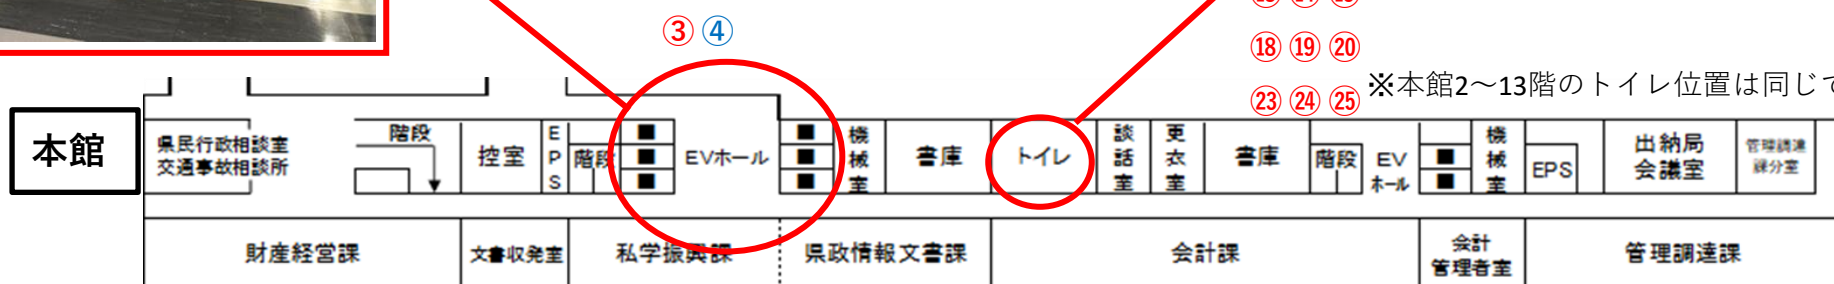 ③ ④
⑱ ⑲ ⑳
㉓ ㉔ ㉕
※本館2～13階のトイレ位置は同じで
本館
県民行政相談室
交通事故相談所
階段
控室
EPS
階段
EVホール
機械室
書庫
トイレ
談話室
更衣室
書庫
階段
EV
ホール
機械室
EPS
出納局
会議室
管理調達
課分室
財産経営課
文書収発室
私学振興課
県政情報文書課
会計課
会計
管理者室
管理調達課